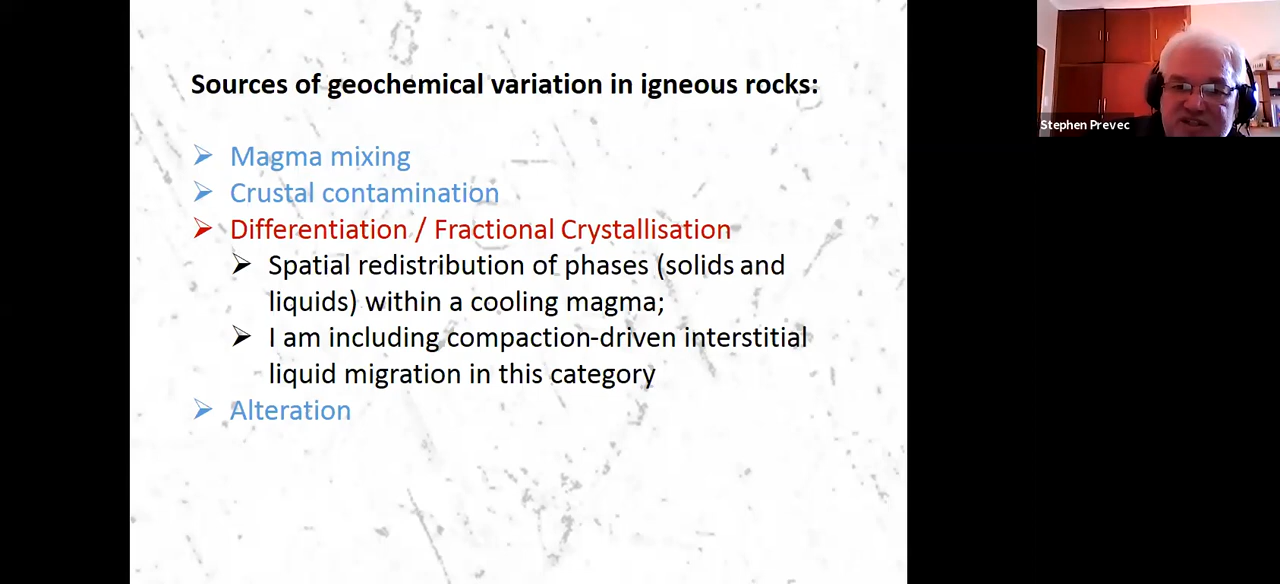 Sources of geochemical variation in igneous rocks:
Magma mixing
Crustal contamination
Differentiation / Fractional Crystallisation
Spatial redistribution of phases (solids and
liquids) within a cooling magma;
I am including compaction-driven interstitial
liquid migration in this category
Alteration
Stephen Prevec